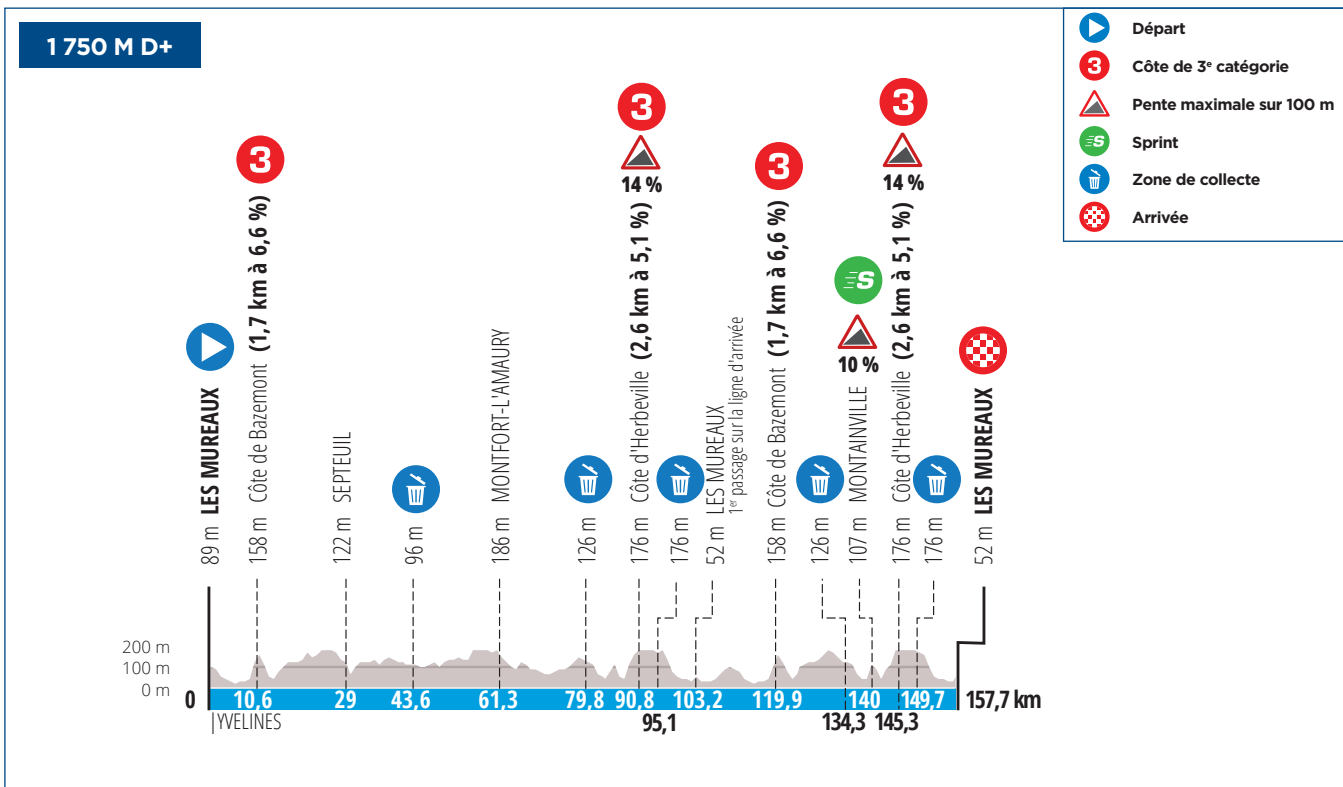 1 750 M D+
Départ
3
Côte de 3e catégorie
Pente maximale sur 100 m
S
Sprint
Zone de collecte
Arrivée
89 m LES MUREAUX
3
158 m Côte de Bazemont (1,7 km à 6,6 %)
122 m SEPTEUIL
96 m
186 m MONTFORT-L'AMAURY
126 m
3
14 %
176 m Côte d'Herbeville (2,6 km à 5,1 %)
176 m
52 m LES MUREAUX
1er passage sur la ligne d'arrivée
3
158 m Côte de Bazemont (1,7 km à 6,6 %)
126 m
S
10 %
107 m MONTAINVILLE
3
14 %
176 m Côte d'Herbeville (2,6 km à 5,1 %)
176 m
52 m LES MUREAUX
200 m
100 m
0 m
0 10,6 29 43,6 61,3 79,8 90,8 103,2 119,9 140 149,7 157,7 km
95,1 134,3 145,3
YVELINES